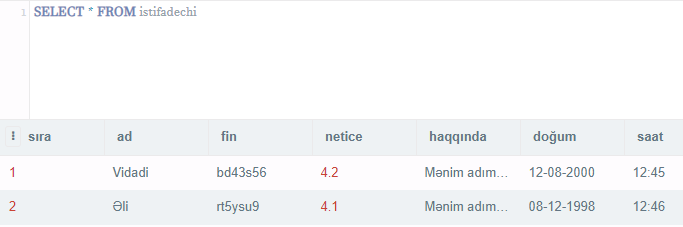 1 SELECT * FROM istifadechi
sıra ad fin netice haqqında doğum saat
1 Vidadi bd43s56 4.2 Mənim adım... 12-08-2000 12:45
2 Əli rt5ysu9 4.1 Mənim adım... 08-12-1998 12:46